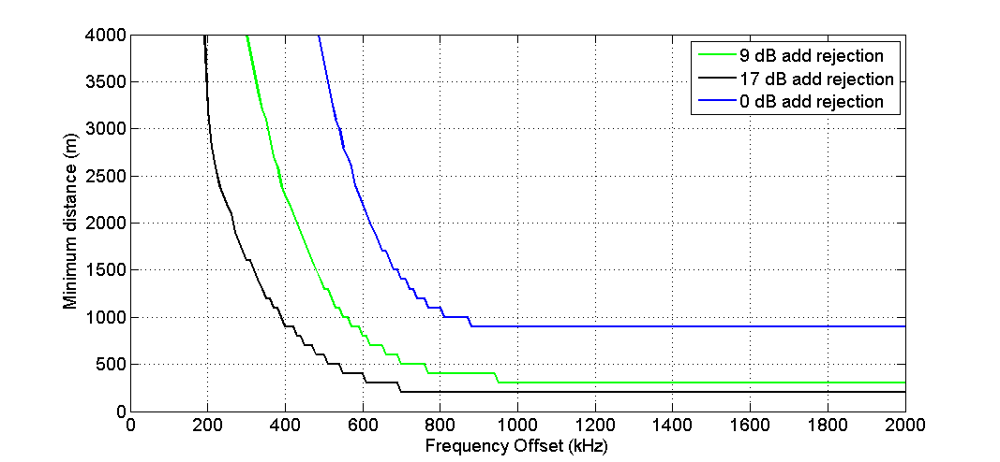 4000
3500
3000
2500
2000
1500
1000
500
0
Minimum distance (m)
9 dB add rejection
17 dB add rejection
0 dB add rejection
0 200 400 600 800 1000 1200 1400 1600 1800 2000
Frequency Offset (kHz)